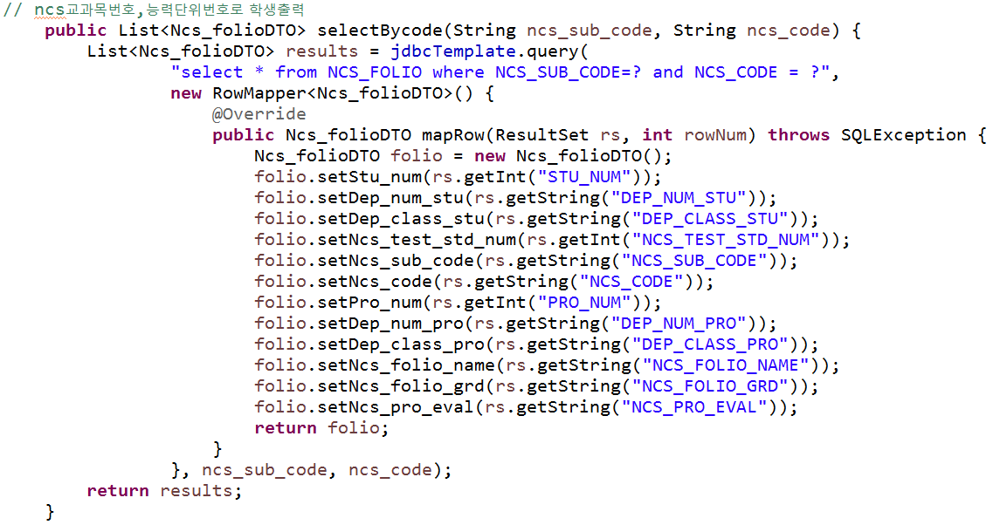 // ncs교과목번호,능력단위번호로 학생출력
public List<Ncs_folioDTO> selectBycode(String ncs_sub_code, String ncs_code) {
List<Ncs_folioDTO> results = jdbcTemplate.query(
"select * from NCS_FOLIO where NCS_SUB_CODE=? and NCS_CODE = ?",
new RowMapper<Ncs_folioDTO>() {
@Override
public Ncs_folioDTO mapRow(ResultSet rs, int rowNum) throws SQLException {
Ncs_folioDTO folio = new Ncs_folioDTO();
folio.setStu_num(rs.getInt("STU_NUM"));
folio.setDep_num_stu(rs.getString("DEP_NUM_STU"));
folio.setDep_class_stu(rs.getString("DEP_CLASS_STU"));
folio.setNcs_test_std_num(rs.getInt("NCS_TEST_STD_NUM"));
folio.setNcs_sub_code(rs.getString("NCS_SUB_CODE"));
folio.setNcs_code(rs.getString("NCS_CODE"));
folio.setPro_num(rs.getInt("PRO_NUM"));
folio.setDep_num_pro(rs.getString("DEP_NUM_PRO"));
folio.setDep_class_pro(rs.getString("DEP_CLASS_PRO"));
folio.setNcs_folio_name(rs.getString("NCS_FOLIO_NAME"));
folio.setNcs_folio_grd(rs.getString("NCS_FOLIO_GRD"));
folio.setNcs_pro_eval(rs.getString("NCS_PRO_EVAL"));
return folio;
}
}, ncs_sub_code, ncs_code);
return results;
}